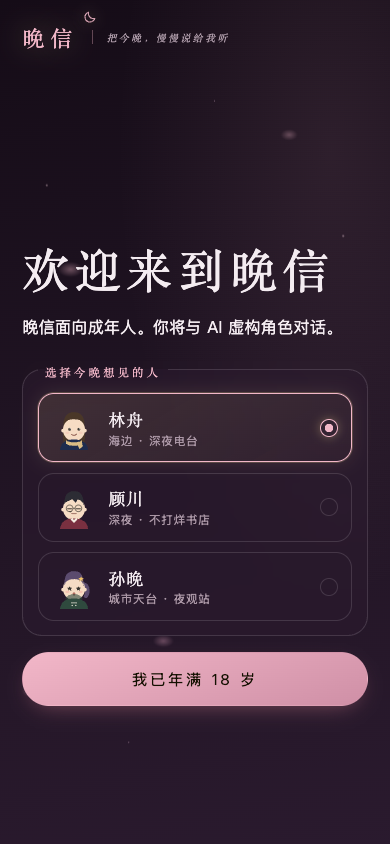 晚信
把今晚，慢慢说给我听
欢迎来到晚信
晚信面向成年人。你将与 AI 虚构角色对话。
选择今晚想见的人
林舟
海边 · 深夜电台
顾川
深夜 · 不打烊书店
孙晚
城市天台 · 夜观站
我已年满 18 岁